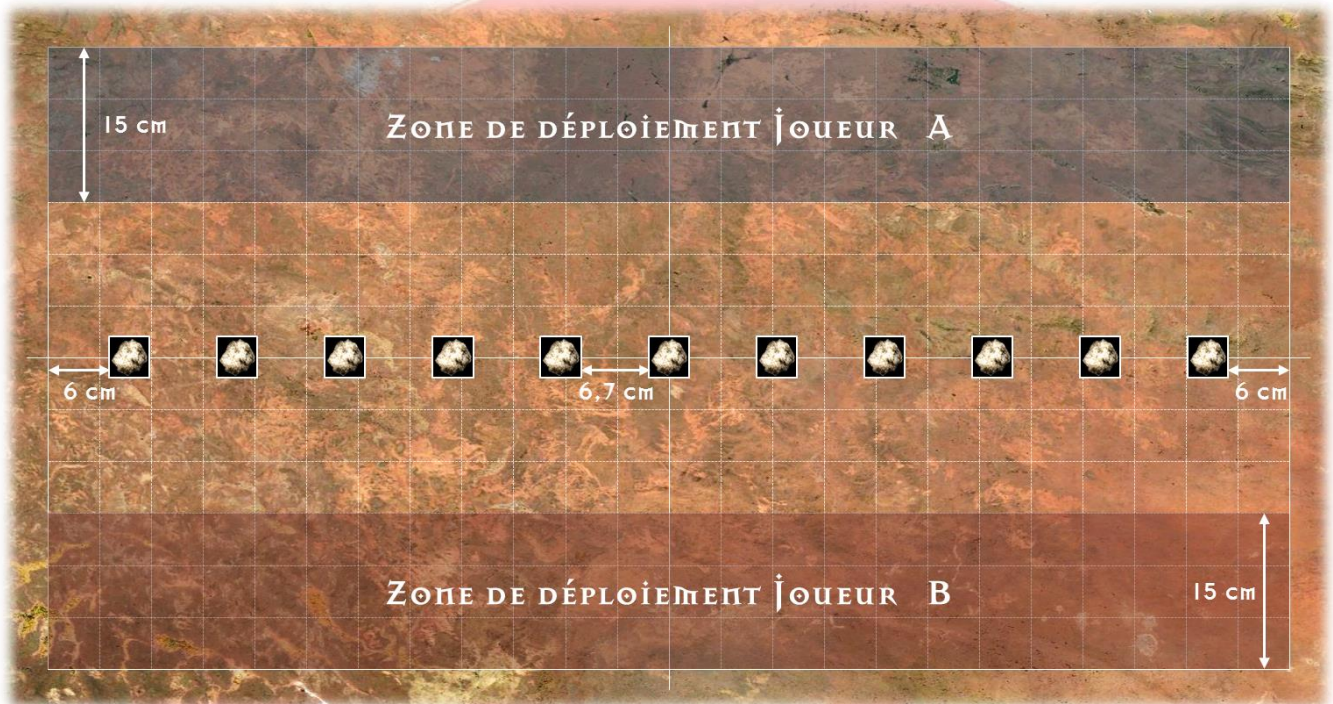 15 cm
Zone de déploiement Joueur A
6 cm
6,7 cm
6 cm
Zone de déploiement Joueur B
15 cm